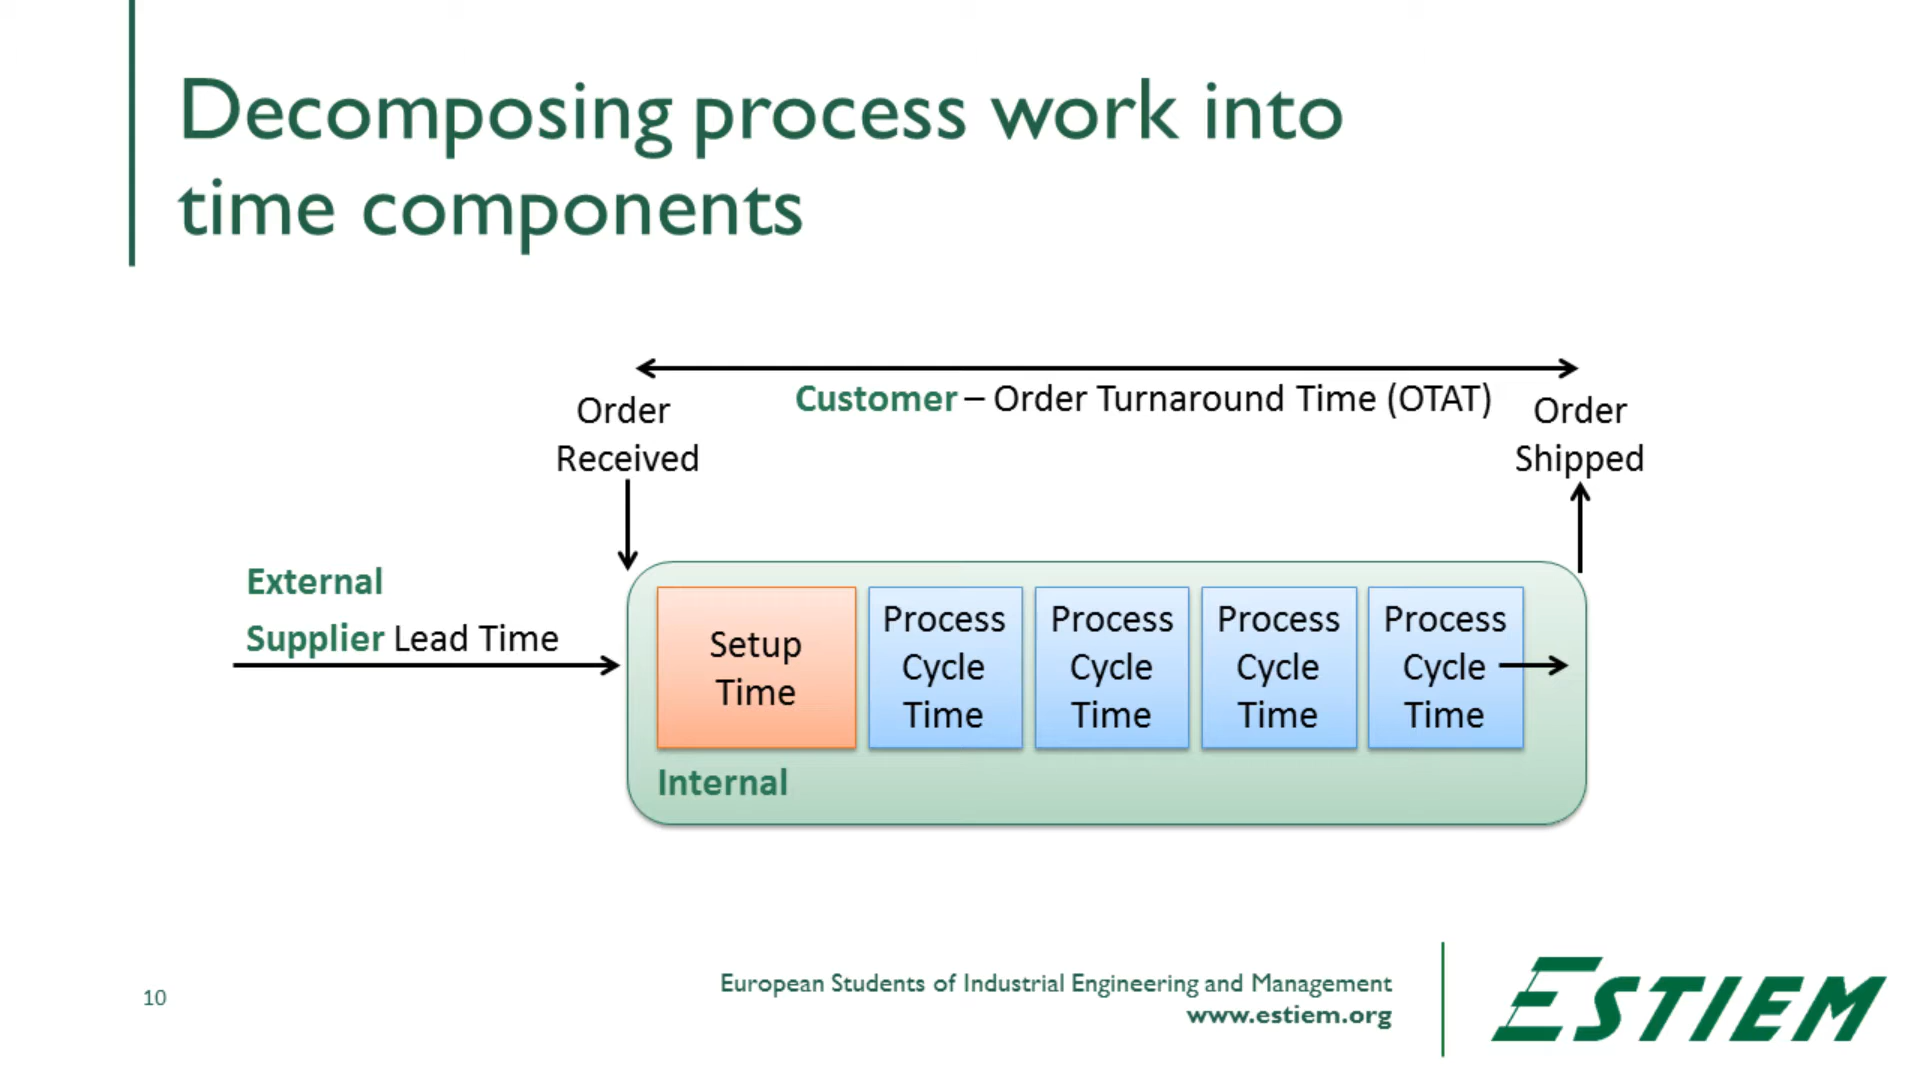 Decomposing process work into
time components
Customer – Order Turnaround Time (OTAT)
Order
Received
Order
Shipped
External
Supplier Lead Time
Setup
Time
Process
Cycle
Time
Process
Cycle
Time
Process
Cycle
Time
Process
Cycle
Time
Internal
10
European Students of Industrial Engineering and Management
www.estiem.org
ESTIEM